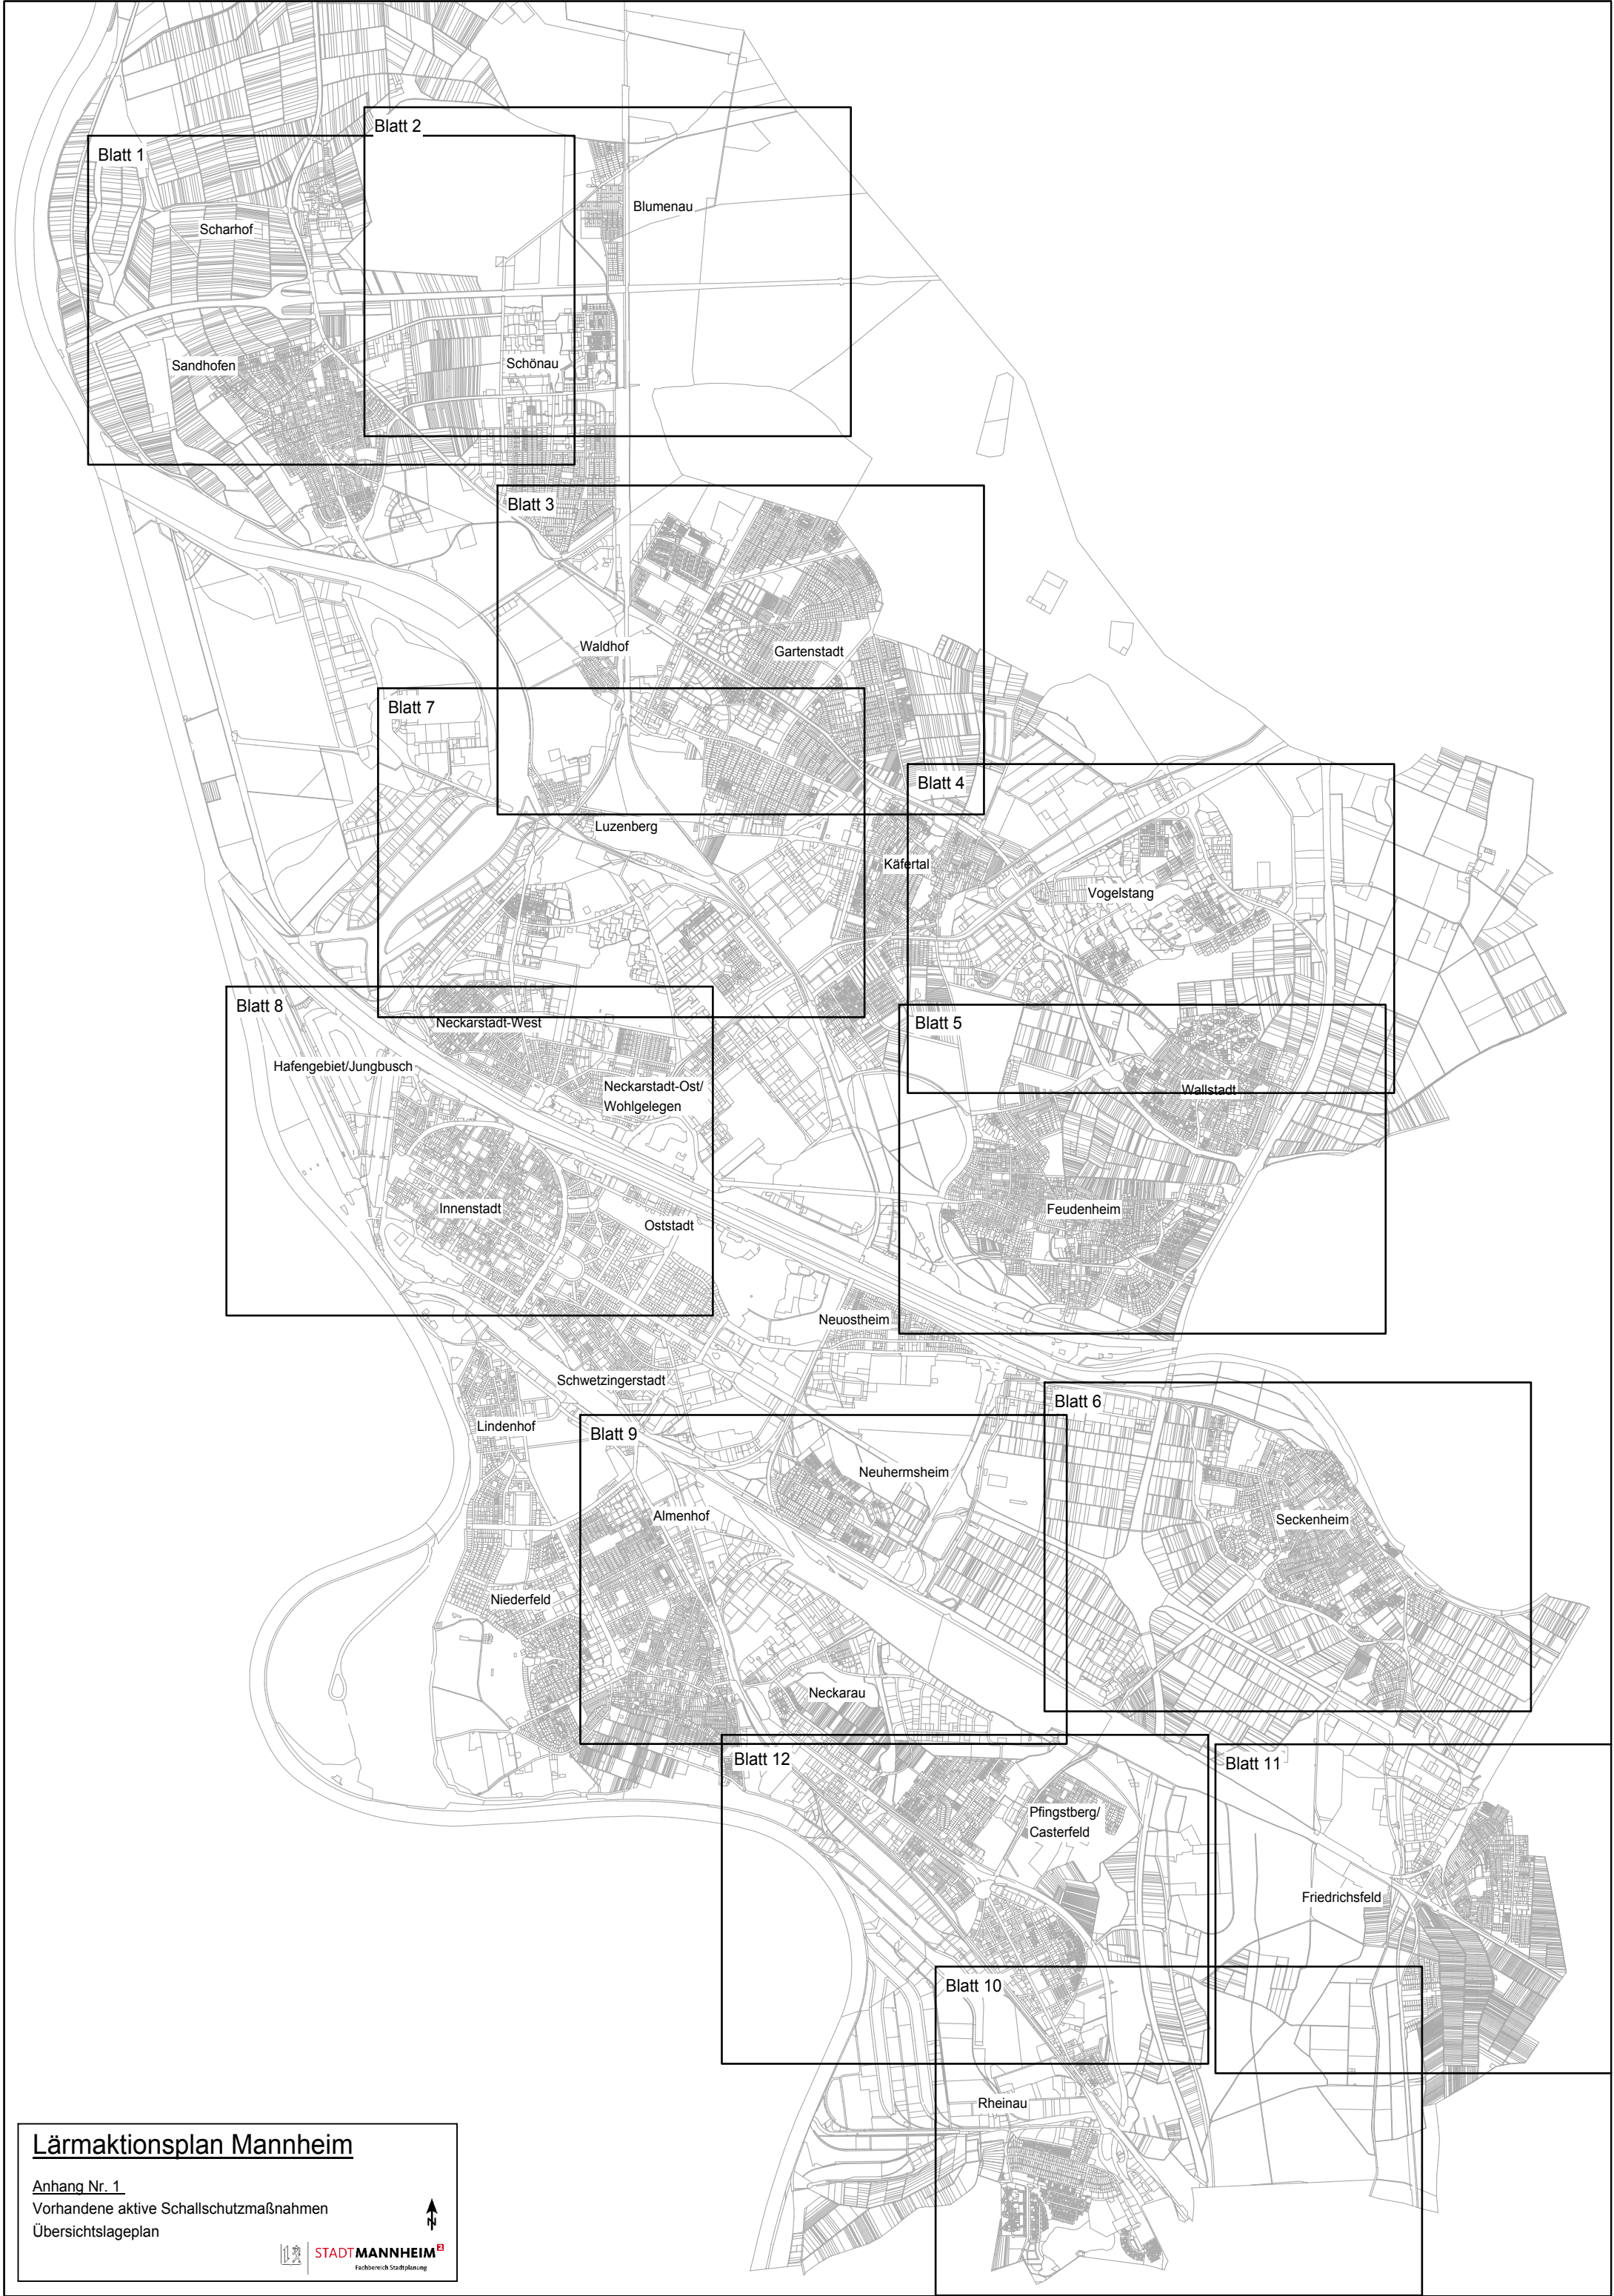 Blatt 2
Blatt 1
Blumenau
Scharhof
Sandhofen
Schönau
Blatt 3
Waldhof
Gartenstadt
Blatt 7
Blatt 4
Luzenberg
Käfertal
Vogelstang
Blatt 8
Neckarstadt-West
Blatt 5
Hafengebiet/Jungbusch
Neckarstadt-Ost/
Wohlgelegen
Wallstadt
Innenstadt
Feudenheim
Oststadt
Neuostheim
Schwetzingerstadt
Blatt 6
Lindenhof
Blatt 9
Neuhermsheim
Almenhof
Seckenheim
Niederfeld
Neckarau
Blatt 12
Blatt 11
Pfingstberg/
Casterfeld
Friedrichsfeld
Blatt 10
Rheinau
Lärmaktionsplan Mannheim
Anhang Nr. 1
Vorhandene aktive Schallschutzmaßnahmen
Übersichtslageplan
N
STADTMANNHEIM²
Fachbereich Stadtplanung